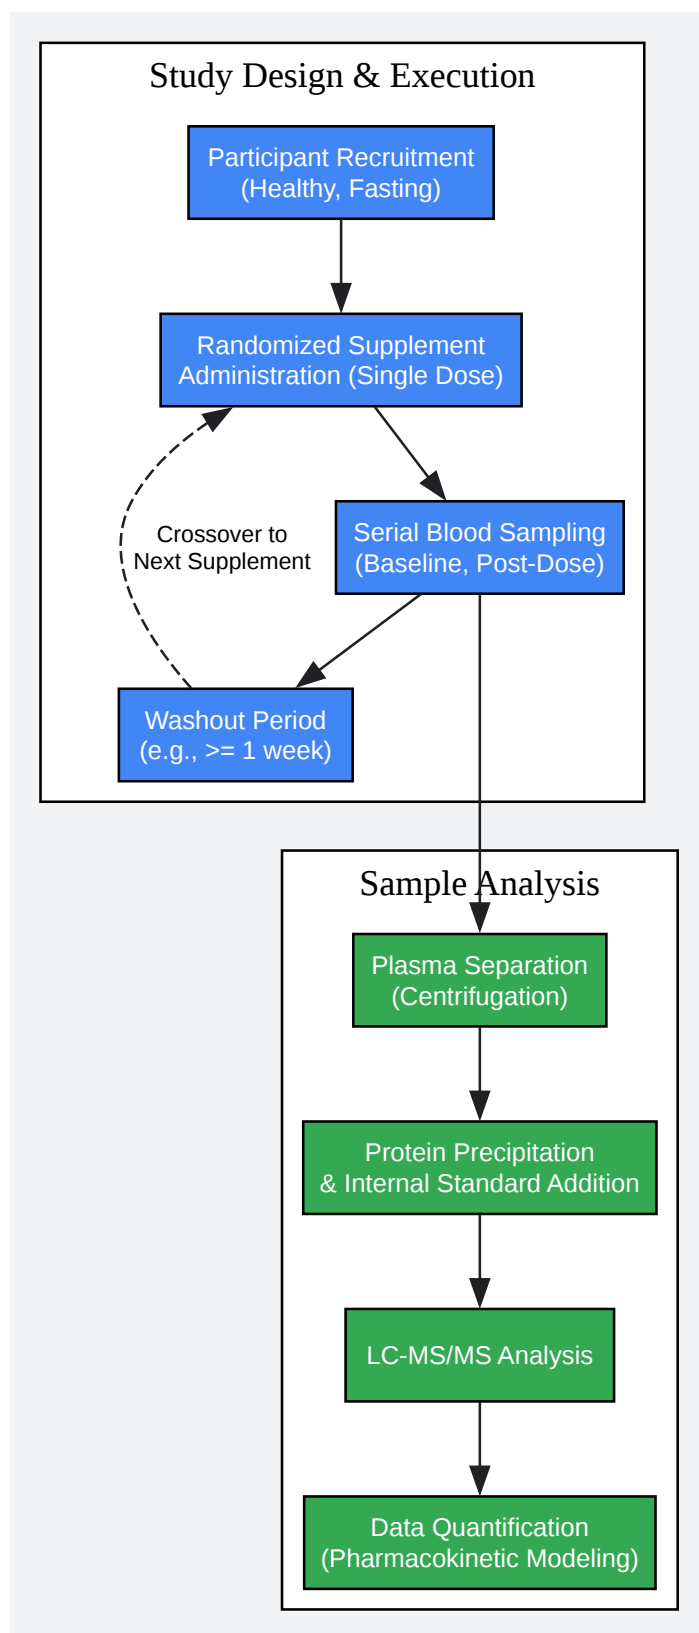 Study Design & Execution
Participant Recruitment
(Healthy, Fasting)
Randomized Supplement
Administration (Single Dose)
Crossover to
Next Supplement
Serial Blood Sampling
(Baseline, Post-Dose)
Washout Period
(e.g., >= 1 week)
Sample Analysis
Plasma Separation
(Centrifugation)
Protein Precipitation
& Internal Standard Addition
LC-MS/MS Analysis
Data Quantification
(Pharmacokinetic Modeling)